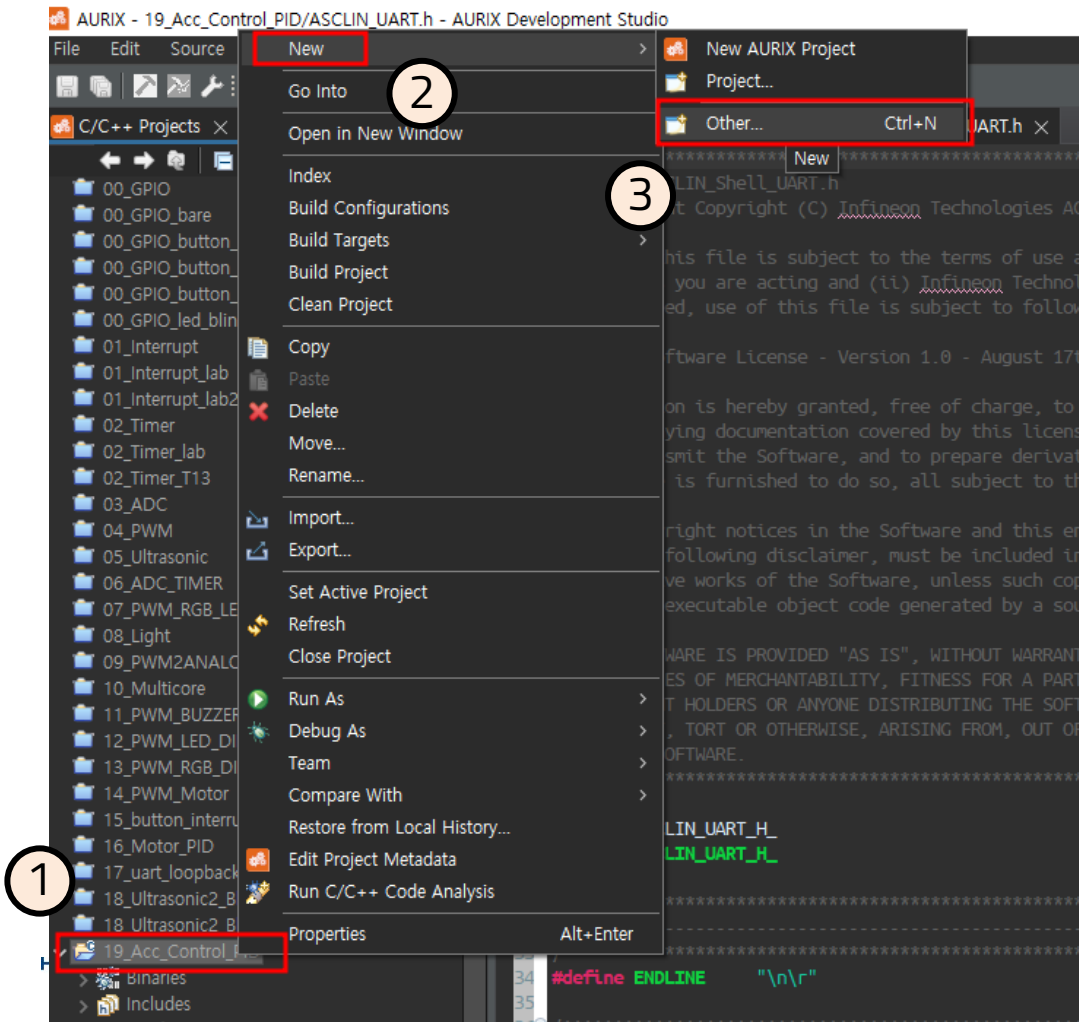 AURIX - 19_Acc_Control_PID/ASCLIN_UART.h - AURIX Development Studio
File Edit Source
C/C++ Projects
00_GPIO
00_GPIO_bare
00_GPIO_button_
00_GPIO_button_
00_GPIO_button_
00_GPIO_led_blin
01_Interrupt
01_Interrupt_lab
01_Interrupt_lab2
02_Timer
02_Timer_lab
02_Timer_T13
03_ADC
04_PWM
05_Ultrasonic
06_ADC_TIMER
07_PWM_RGB_LE
08_Light
09_PWM2ANALO
10_Multicore
11_PWM_BUZZER
12_PWM_LED_DI
13_PWM_RGB_DI
14_PWM_Motor
15_button_interru
16_Motor_PID
17_uart_loopback
18_Ultrasonic2_B
18_Ultrasonic2_B
19_Acc_Control_PID
Binaries
Includes
1
New
2
Go Into
Open in New Window
Index
Build Configurations
Build Targets
Build Project
Clean Project
Copy
Paste
Delete
Move...
Rename...
Import...
Export...
Set Active Project
Refresh
Close Project
Run As
Debug As
Team
Compare With
Restore from Local History...
Edit Project Metadata
Run C/C++ Code Analysis
Properties Alt+Enter
New AURIX Project
Project...
Other... Ctrl+N
New
3
UART.h
CLIN_Shell_UART.h
t Copyright (C) Infineon Technologies AG
his file is subject to the terms of use a
you are acting and (ii) Infineon Technol
ed, use of this file is subject to follow
ftware License - Version 1.0 - August 17t
on is hereby granted, free of charge, to
ying documentation covered by this licens
smit the Software, and to prepare derivat
is furnished to do so, all subject to th
right notices in the Software and this en
following disclaimer, must be included in
ve works of the Software, unless such cop
executable object code generated by a sou
WARE IS PROVIDED "AS IS", WITHOUT WARRANT
ES OF MERCHANTABILITY, FITNESS FOR A PART
T HOLDERS OR ANYONE DISTRIBUTING THE SOFT
, TORT OR OTHERWISE, ARISING FROM, OUT OF
OFTWARE.
LIN_UART_H_
LIN_UART_H_
34 #define ENDLINE "\n\r"
35